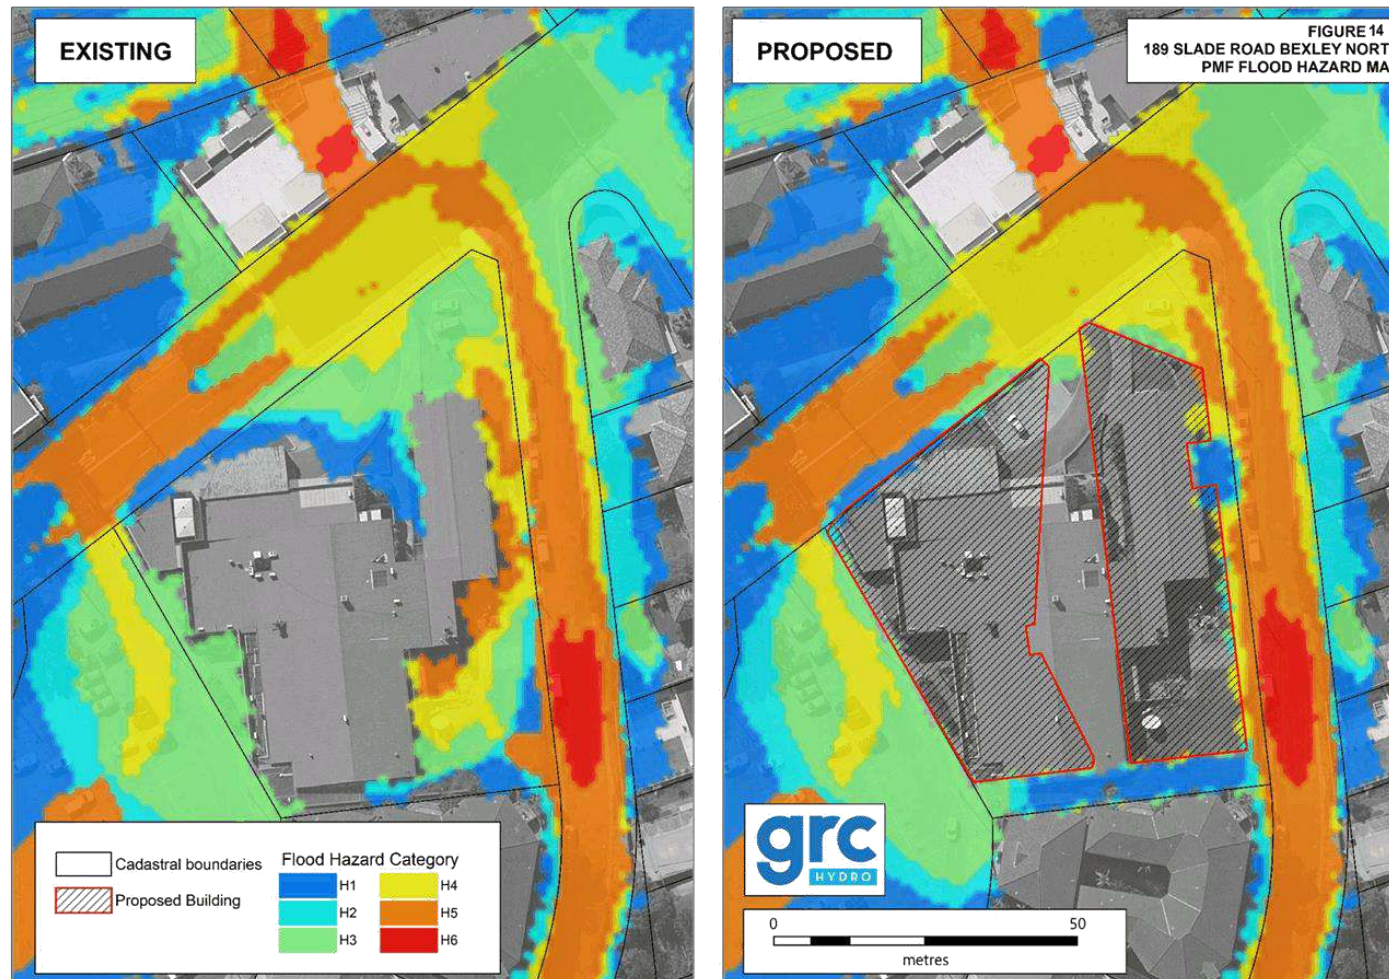 EXISTING
PROPOSED
FIGURE 14
189 SLADE ROAD BEXLEY NORT
PMF FLOOD HAZARD MA
Cadastral boundaries
Proposed Building
Flood Hazard Category
H1
H4
H2
H5
H3
H6
grc
HYDRO
0
50
metres